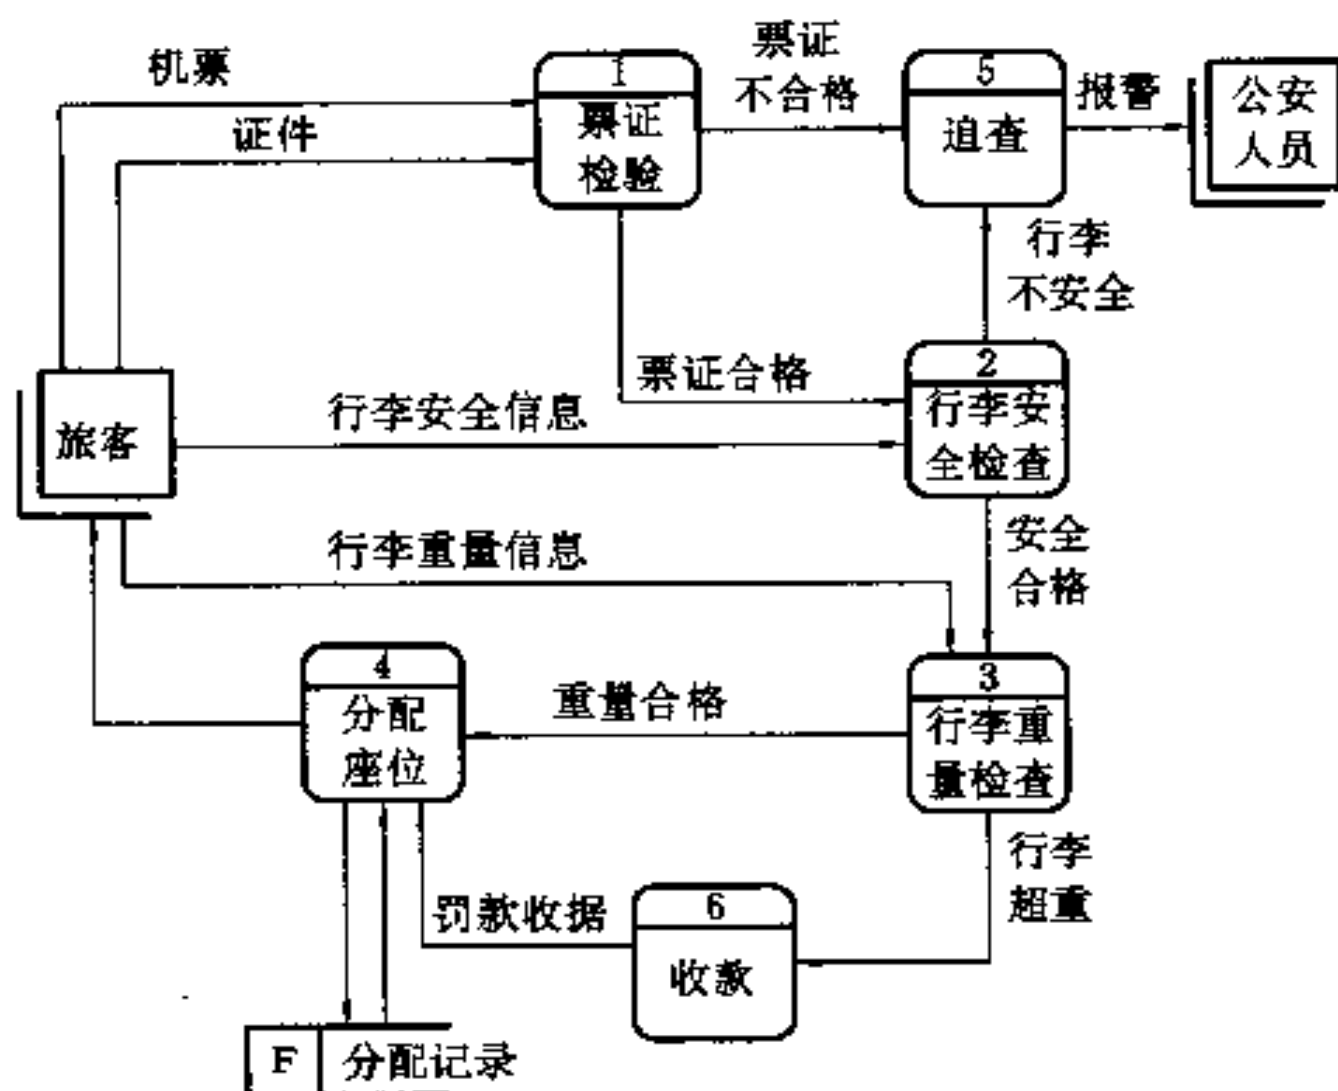 机票
证件
1
票证
检验
票证
不合格
5
追查
报警
公安
人员
行李
不安全
票证合格
2
行李安
全检查
旅客
行李安全信息
行李重量信息
安全
合格
4
分配
座位
重量合格
3
行李重
量检查
行李
超重
罚款收据
6
收款
F
分配记录